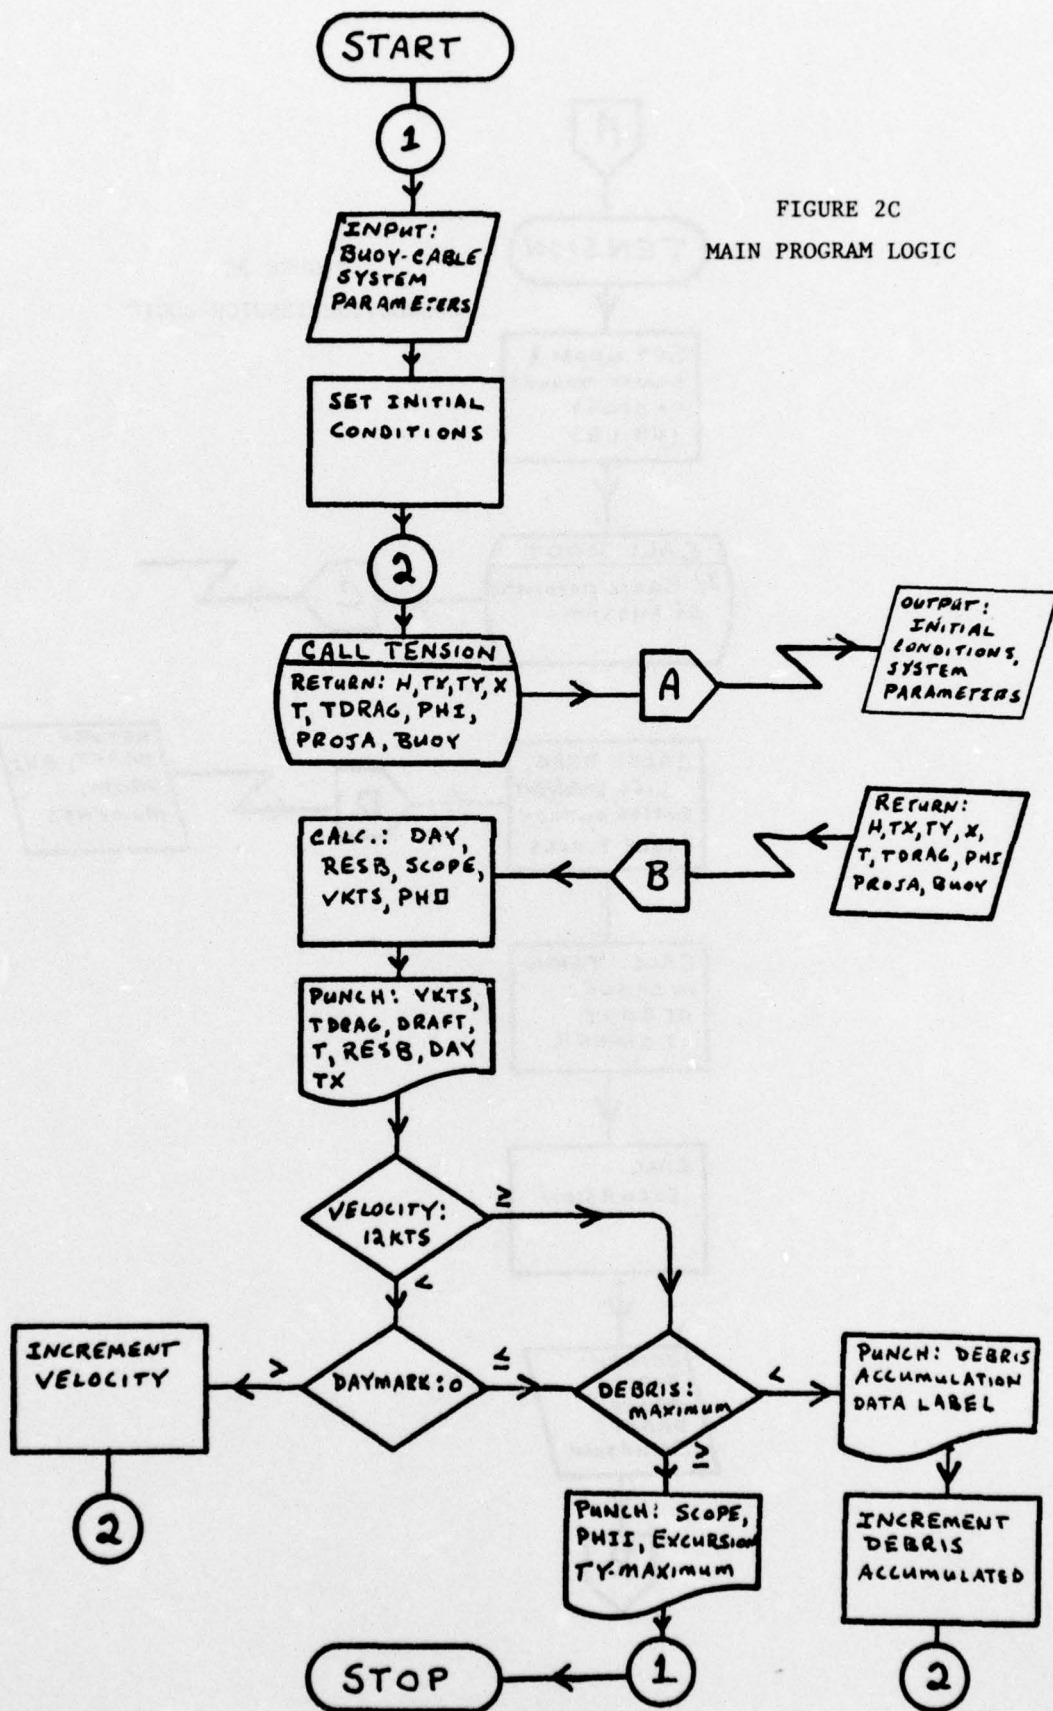 START
1
INPUT:
BUOY-CABLE
SYSTEM
PARAMETERS
FIGURE 2C
MAIN PROGRAM LOGIC
SET INITIAL
CONDITIONS
2
CALL TENSION
RETURN: H,TX,TY,X
T, TDRAG, PHI,
PROJA, BUOY
A
OUTPUT:
INITIAL
CONDITIONS,
SYSTEM
PARAMETERS
RETURN:
H,TX,TY,X,
T,TDRAG,PHI
PROJA, BUOY
B
CALC.: DAY,
RESB, SCOPE,
VKTS, PHII
PUNCH: VKTS,
TDRAG, DRAFT,
T, RESB, DAY
TX
VELOCITY:
12KTS
≥
<
DAYMARK:0
>
≤
INCREMENT
VELOCITY
2
DEBRIS:
MAXIMUM
<
≥
PUNCH: DEBRIS
ACCUMULATION
DATA LABEL
INCREMENT
DEBRIS
ACCUMULATED
2
PUNCH: SCOPE,
PHII, EXCURSION
TY-MAXIMUM
1
STOP